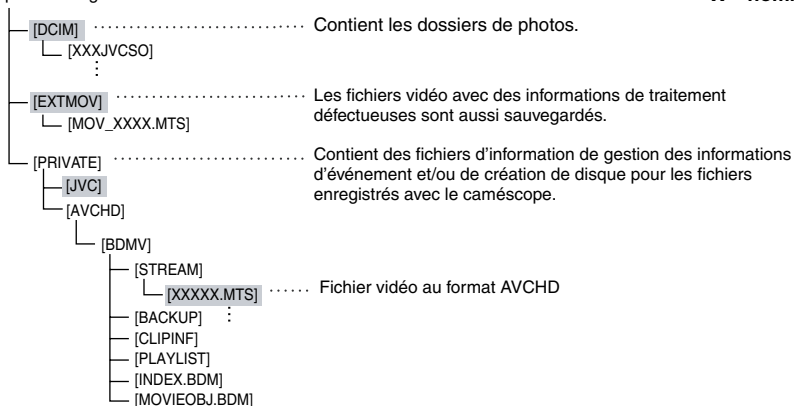 [DCIM] Contient les dossiers de photos.
[XXXJVCSO]
[EXTMOV] Les fichiers vidéo avec des informations de traitement
défectueuses sont aussi sauvegardés.
[MOV_XXXX.MTS]
[PRIVATE] Contient des fichiers d’information de gestion des informations
d’événement et/ou de création de disque pour les fichiers
enregistrés avec le caméscope.
[JVC]
[AVCHD]
[BDMV]
[STREAM]
[XXXXX.MTS] Fichier vidéo au format AVCHD
[BACKUP]
[CLIPINF]
[PLAYLIST]
[INDEX.BDM]
[MOVIEOBJ.BDM]